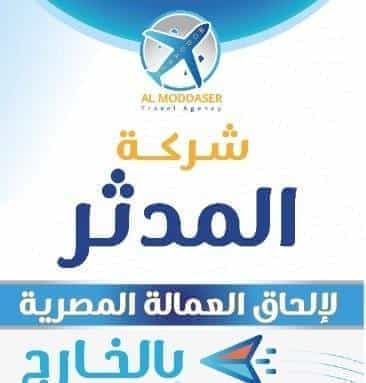 AL MODDASER
Travel Agency
شركة
المدثر
لإلحاق العمالة المصرية
بالخارج